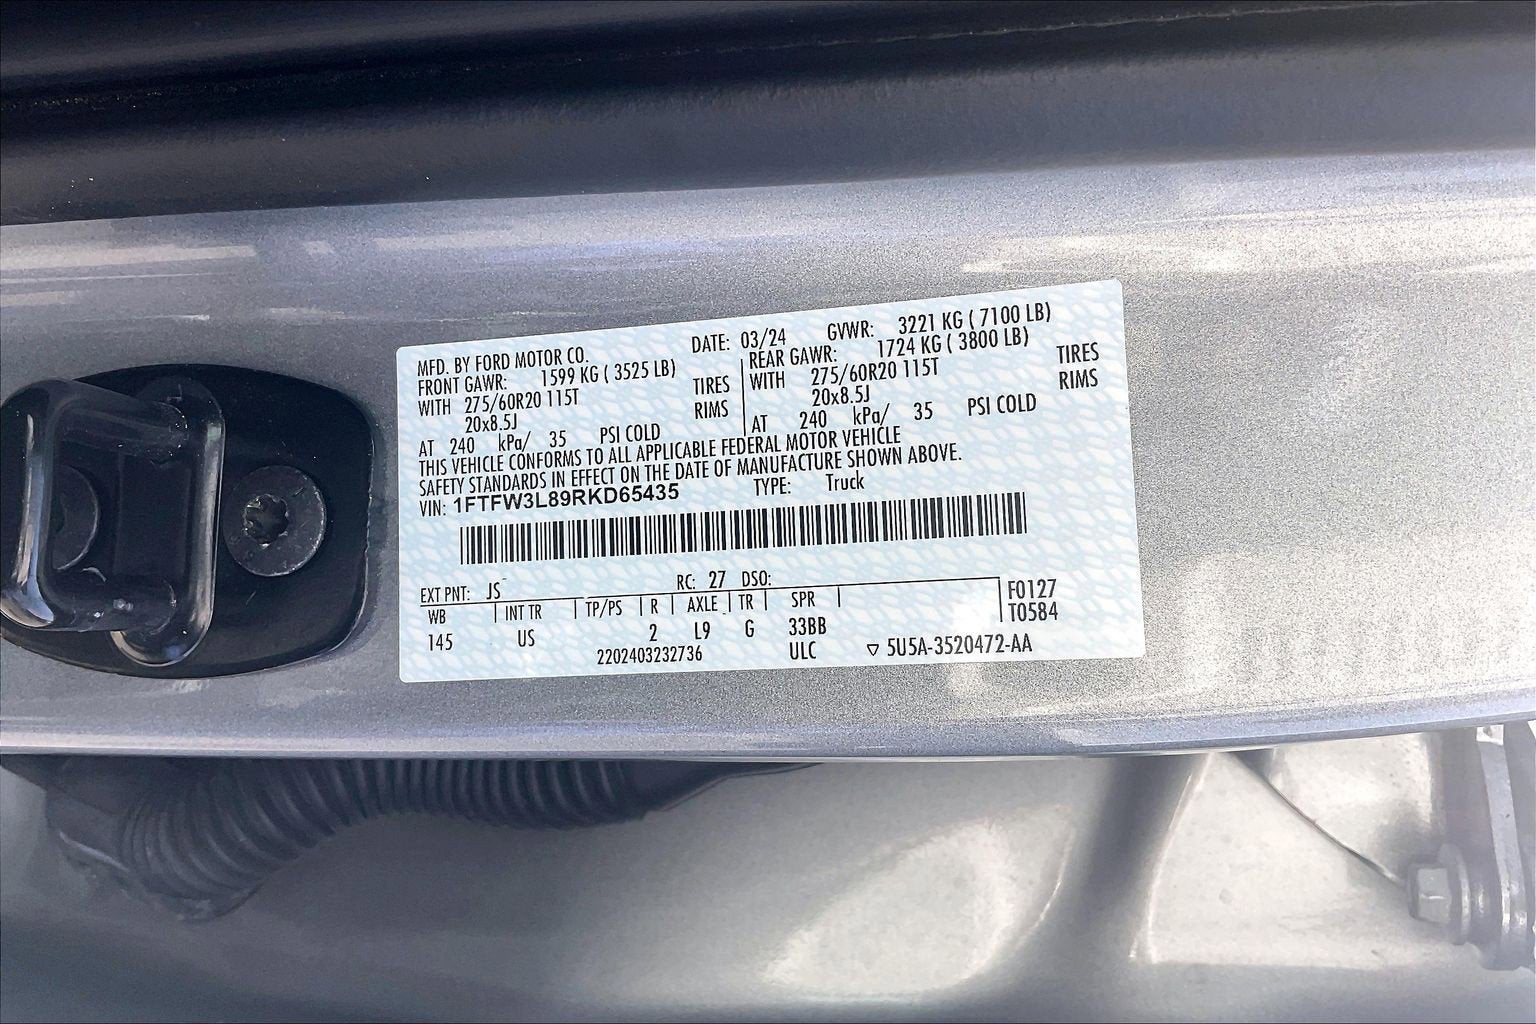 MFD. BY FORD MOTOR CO. DATE: 03/24 GVWR: 3221 KG ( 7100 LB)
FRONT GAWR: 1599 KG ( 3525 LB) REAR GAWR: 1724 KG ( 3800 LB)
WITH 275/60R20 115T TIRES WITH 275/60R20 115T TIRES
20x8.5J RIMS 20x8.5J RIMS
AT 240 kPa/ 35 PSI COLD AT 240 kPa/ 35 PSI COLD
THIS VEHICLE CONFORMS TO ALL APPLICABLE FEDERAL MOTOR VEHICLE
SAFETY STANDARDS IN EFFECT ON THE DATE OF MANUFACTURE SHOWN ABOVE.
VIN: 1FTFW3L89RKD65435 TYPE: Truck
EXT PNT: JS RC: 27 DSO: F0127
WB INT TR TP/PS R AXLE TR SPR T0584
145 US 2 L9 G 33BB
2202403232736 ULC ▽ 5U5A-3520472-AA